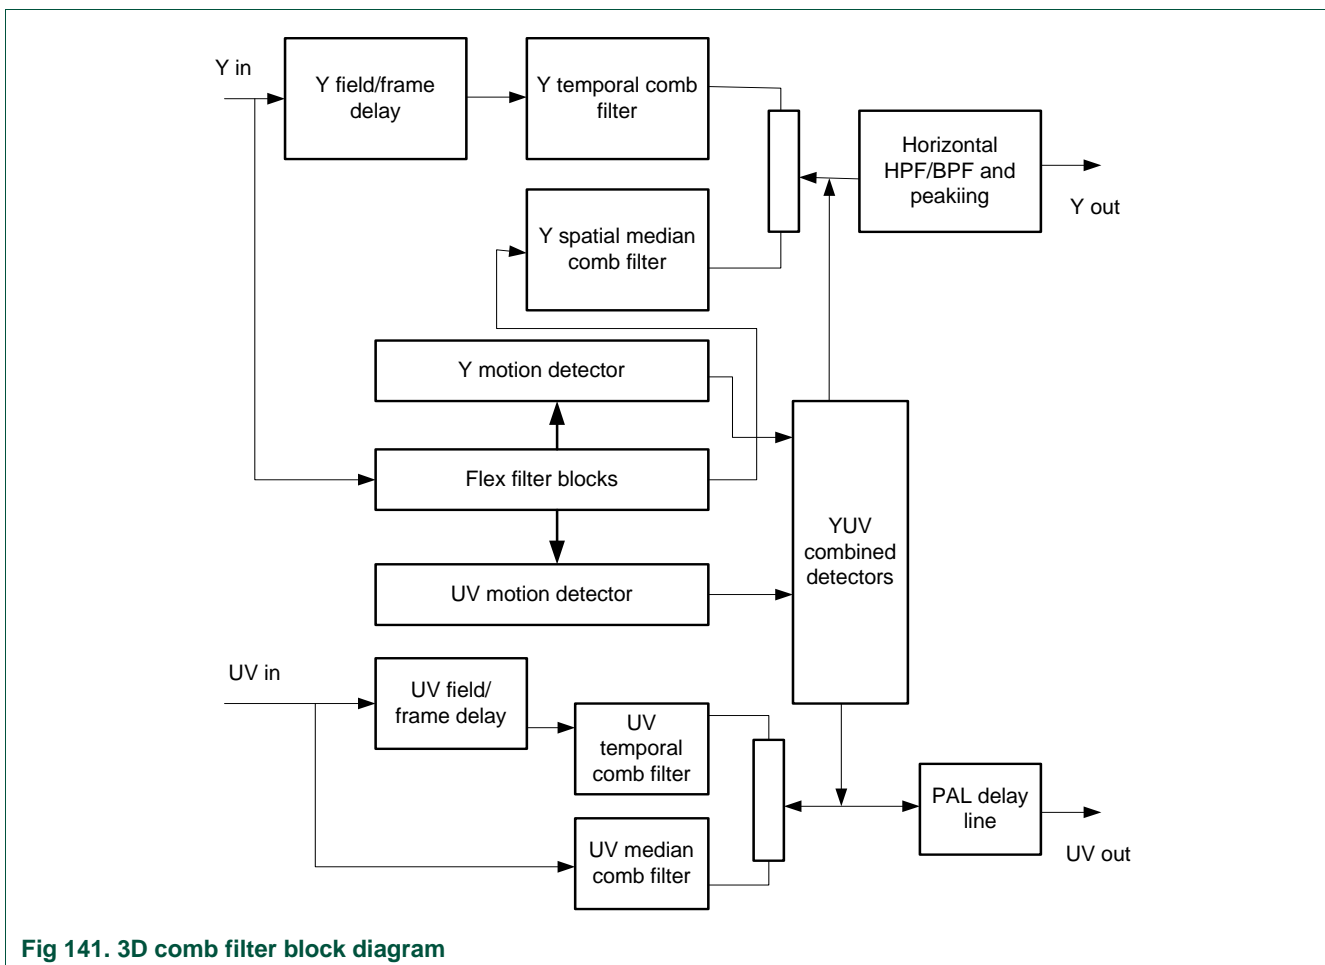 Y in
Y field/frame
delay
Y temporal comb
filter
Horizontal
HPF/BPF and
peakiing
Y out
Y spatial median
comb filter
Y motion detector
Flex filter blocks
UV motion detector
YUV
combined
detectors
UV in
UV field/
frame delay
UV
temporal
comb filter
UV median
comb filter
PAL delay
line
UV out
Fig 141. 3D comb filter block diagram